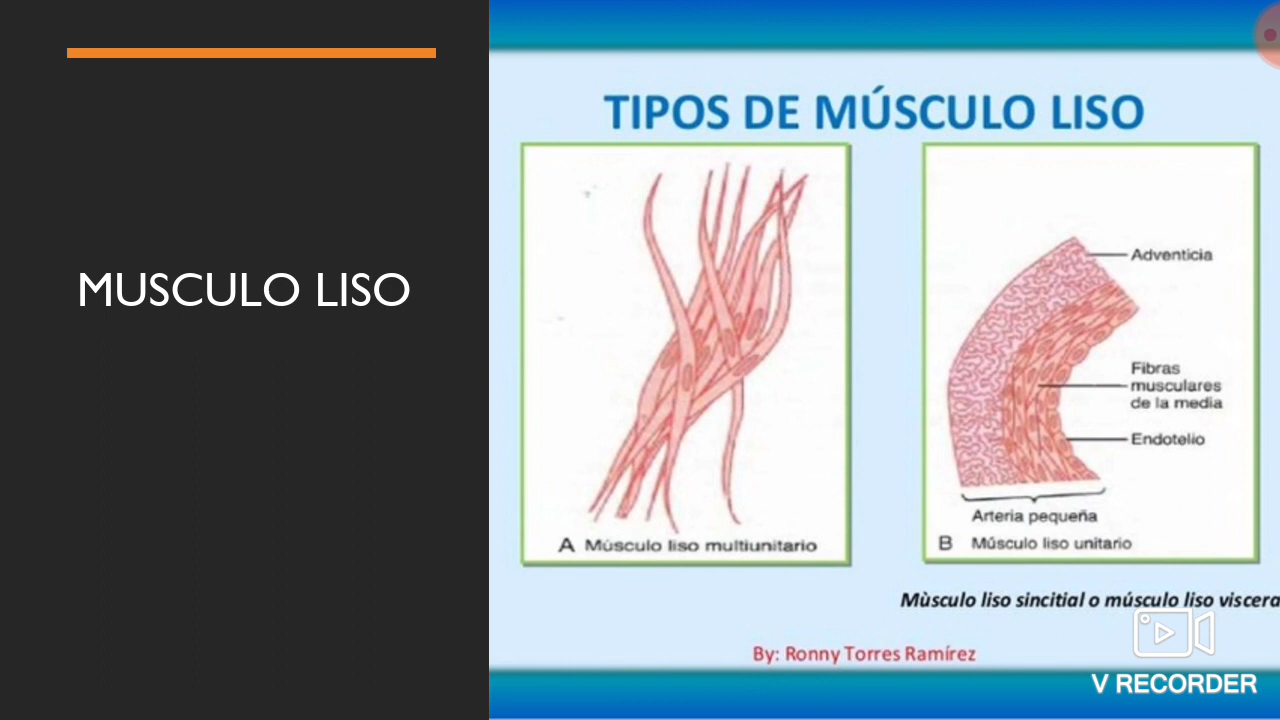 MUSCULO LISO
TIPOS DE MÚSCULO LISO
A Músculo liso multiunitario
Adventicia
Fibras
musculares
de la media
Endotelio
Arteria pequeña
B Músculo liso unitario
Mùsculo liso sincitial o músculo liso viscera
By: Ronny Torres Ramírez
V RECORDER